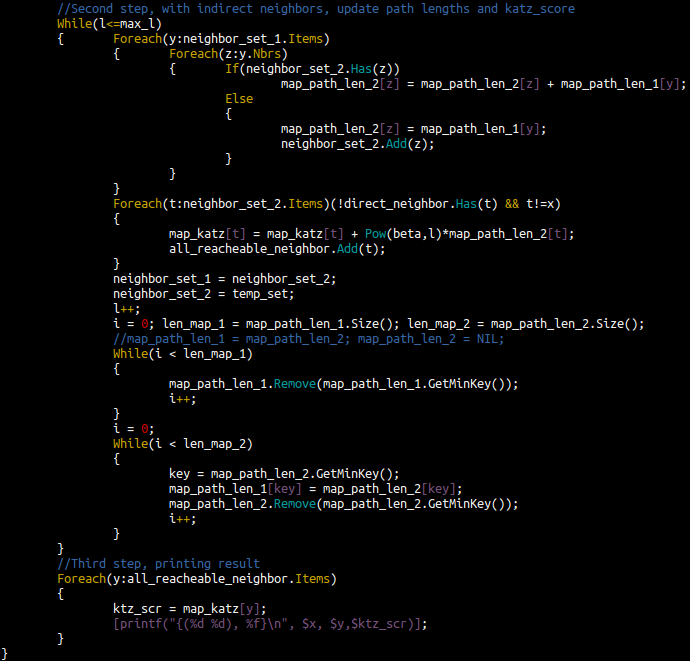 //Second step, with indirect neighbors, update path lengths and katz_score
While(l<=max_l)
{ Foreach(y:neighbor_set_1.Items)
{ Foreach(z:y.Nbrs)
{ If(neighbor_set_2.Has(z))
map_path_len_2[z] = map_path_len_2[z] + map_path_len_1[y];
Else
{
map_path_len_2[z] = map_path_len_1[y];
neighbor_set_2.Add(z);
}
}
}
Foreach(t:neighbor_set_2.Items)(!direct_neighbor.Has(t) && t!=x)
{
map_katz[t] = map_katz[t] + Pow(beta,l)*map_path_len_2[t];
all_reacheable_neighbor.Add(t);
}
neighbor_set_1 = neighbor_set_2;
neighbor_set_2 = temp_set;
l++;
i = 0; len_map_1 = map_path_len_1.Size(); len_map_2 = map_path_len_2.Size();
//map_path_len_1 = map_path_len_2; map_path_len_2 = NIL;
While(i < len_map_1)
{
map_path_len_1.Remove(map_path_len_1.GetMinKey());
i++;
}
i = 0;
While(i < len_map_2)
{
key = map_path_len_2.GetMinKey();
map_path_len_1[key] = map_path_len_2[key];
map_path_len_2.Remove(map_path_len_2.GetMinKey());
i++;
}
}
//Third step, printing result
Foreach(y:all_reacheable_neighbor.Items)
{
ktz_scr = map_katz[y];
[printf("{(%d %d), %f}\n", $x, $y,$ktz_scr)];
}
}